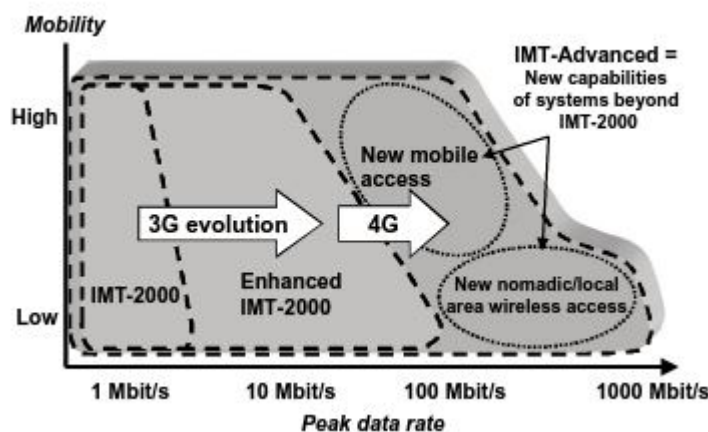 Mobility
IMT-Advanced =
New capabilities
of systems beyond
IMT-2000
High
New mobile
access
3G evolution
4G
IMT-2000
Enhanced
IMT-2000
New nomadic/local
area wireless access
Low
1 Mbit/s
10 Mbit/s
100 Mbit/s
1000 Mbit/s
Peak data rate